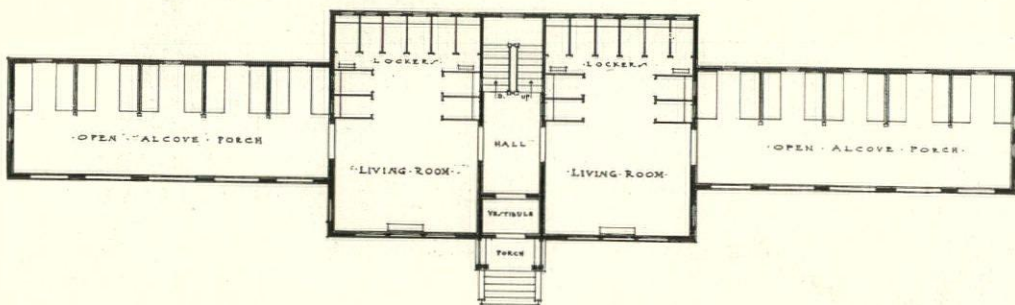 ·LOCKERS·
·LOCKERS·
D. UP
·OPEN·ALCOVE·PORCH·
HALL
·OPEN·ALCOVE·PORCH·
·LIVING·ROOM·
·LIVING·ROOM·
VESTIBULE
PORCH